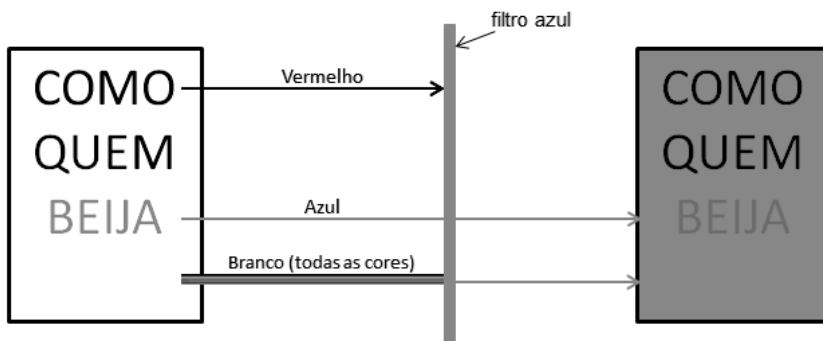 filtro azul
COMO
QUEM
BEIJA
Vermelho
Azul
Branco (todas as cores)
COMO
QUEM
BEIJA